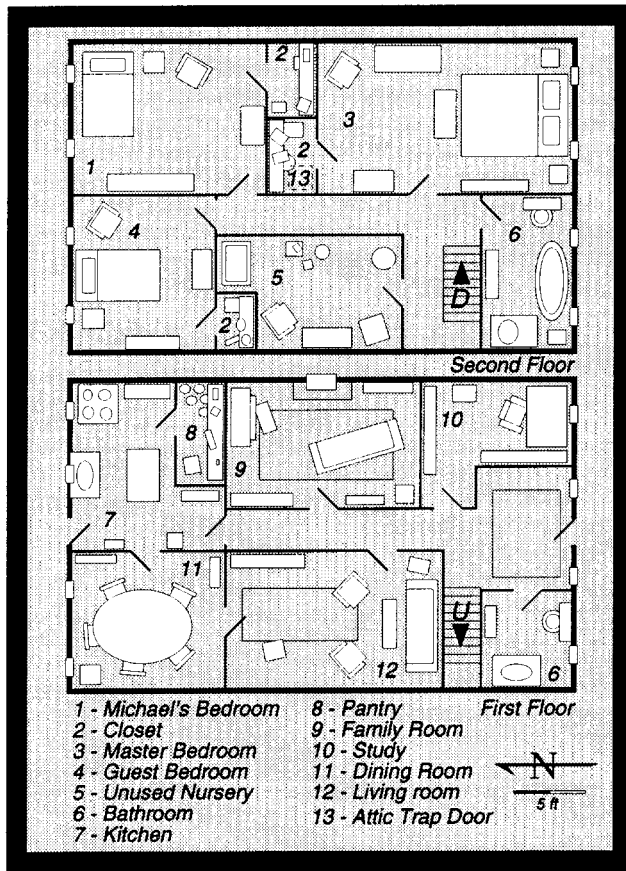 2
1
3
2
13
4
6
5
D
2
Second Floor
8
10
9
7
11
U
12
6
1 - Michael's Bedroom
2 - Closet
3 - Master Bedroom
4 - Guest Bedroom
5 - Unused Nursery
6 - Bathroom
7 - Kitchen
8 - Pantry
9 - Family Room
10 - Study
11 - Dining Room
12 - Living room
13 - Attic Trap Door
First Floor
N
5 ft